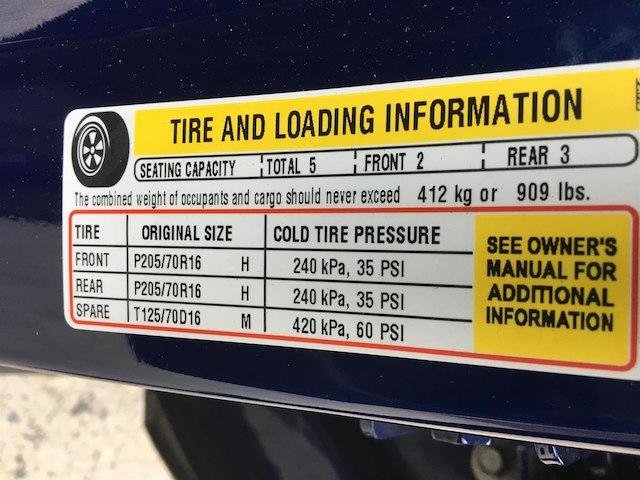 TIRE AND LOADING INFORMATION
SEATING CAPACITY TOTAL 5 FRONT 2 REAR 3
The combined weight of occupants and cargo should never exceed 412 kg or 909 lbs.
TIRE ORIGINAL SIZE COLD TIRE PRESSURE
FRONT P205/70R16 H 240 kPa, 35 PSI
REAR P205/70R16 H 240 kPa, 35 PSI
SPARE T125/70D16 M 420 kPa, 60 PSI
SEE OWNER'S
MANUAL FOR
ADDITIONAL
INFORMATION